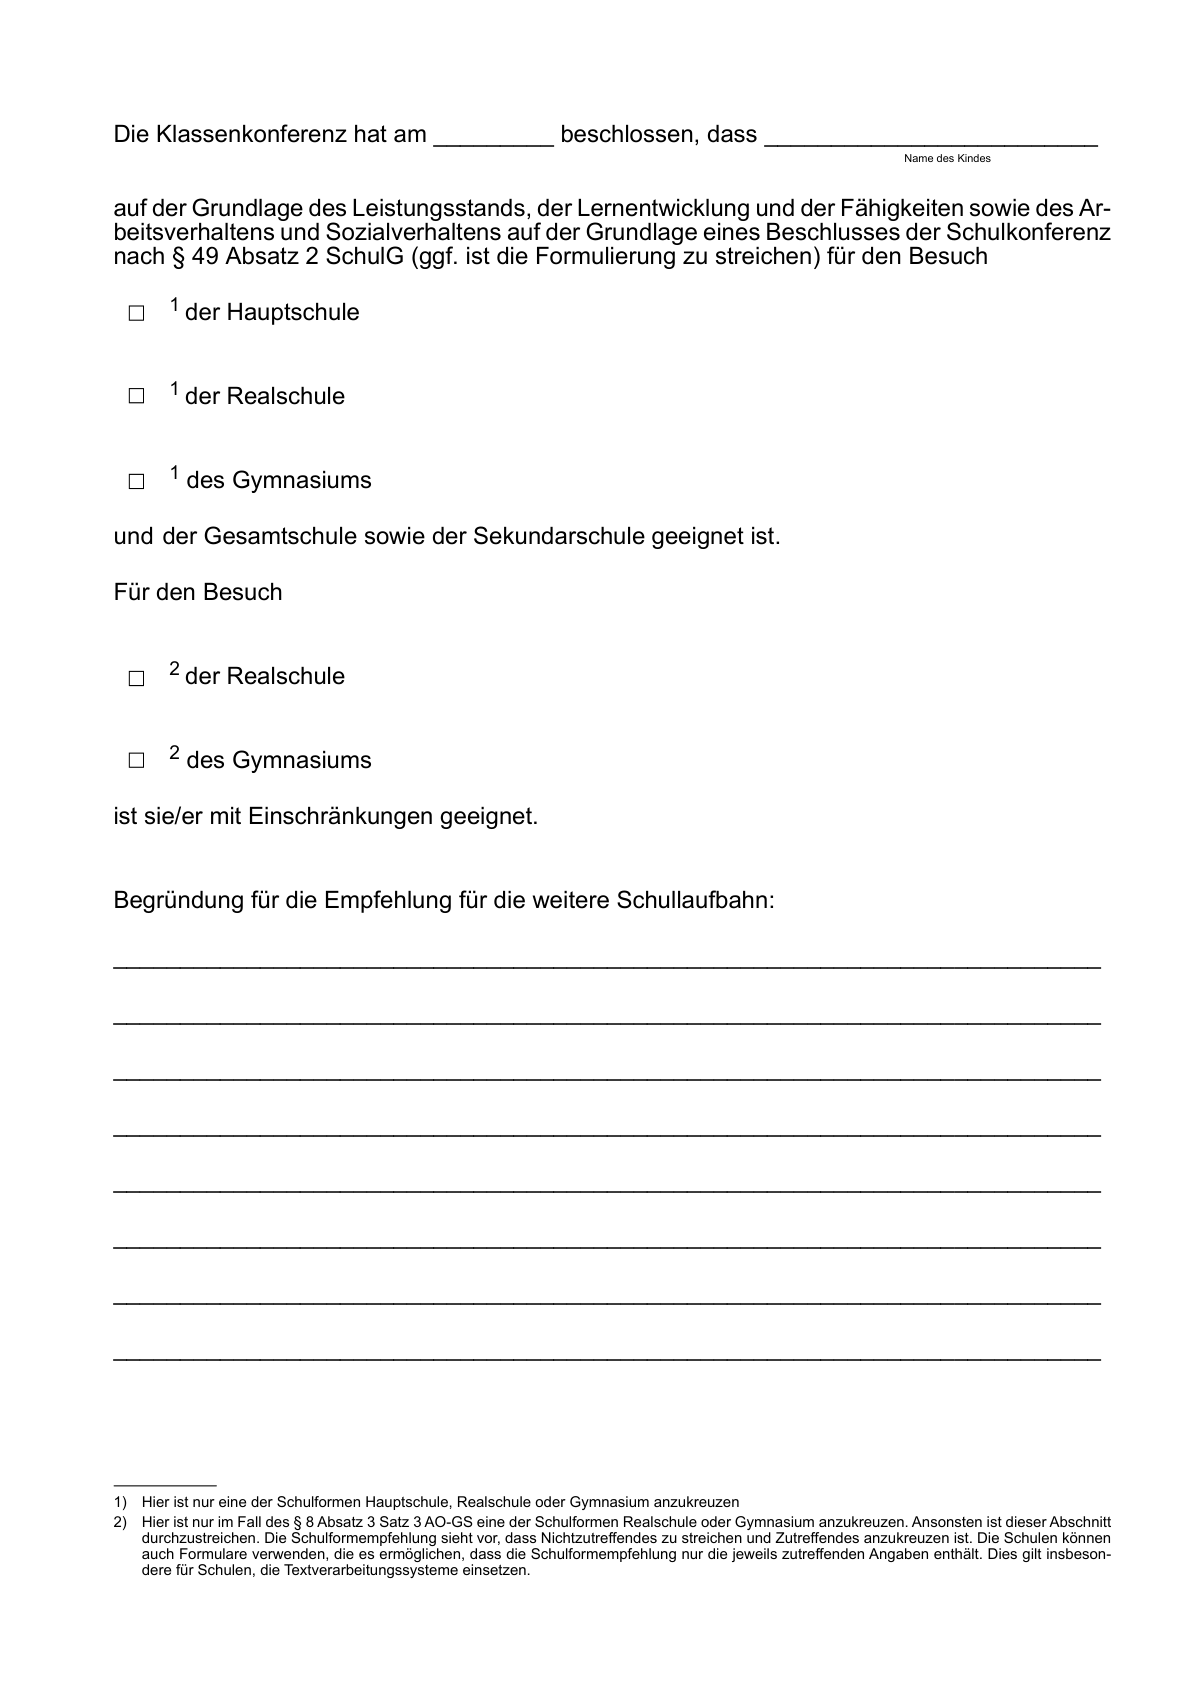 Die Klassenkonferenz hat am _________ beschlossen, dass _________________________
Name des Kindes
auf der Grundlage des Leistungsstands, der Lernentwicklung und der Fähigkeiten sowie des Ar-
beitsverhaltens und Sozialverhaltens auf der Grundlage eines Beschlusses der Schulkonferenz
nach § 49 Absatz 2 SchulG (ggf. ist die Formulierung zu streichen) für den Besuch
☐ 1 der Hauptschule
☐ 1 der Realschule
☐ 1 des Gymnasiums
und der Gesamtschule sowie der Sekundarschule geeignet ist.
Für den Besuch
☐ 2 der Realschule
☐ 2 des Gymnasiums
ist sie/er mit Einschränkungen geeignet.
Begründung für die Empfehlung für die weitere Schullaufbahn:
1) Hier ist nur eine der Schulformen Hauptschule, Realschule oder Gymnasium anzukreuzen
2) Hier ist nur im Fall des § 8 Absatz 3 Satz 3 AO-GS eine der Schulformen Realschule oder Gymnasium anzukreuzen. Ansonsten ist dieser Abschnitt
durchzustreichen. Die Schulformempfehlung sieht vor, dass Nichtzutreffendes zu streichen und Zutreffendes anzukreuzen ist. Die Schulen können
auch Formulare verwenden, die es ermöglichen, dass die Schulformempfehlung nur die jeweils zutreffenden Angaben enthält. Dies gilt insbeson-
dere für Schulen, die Textverarbeitungssysteme einsetzen.